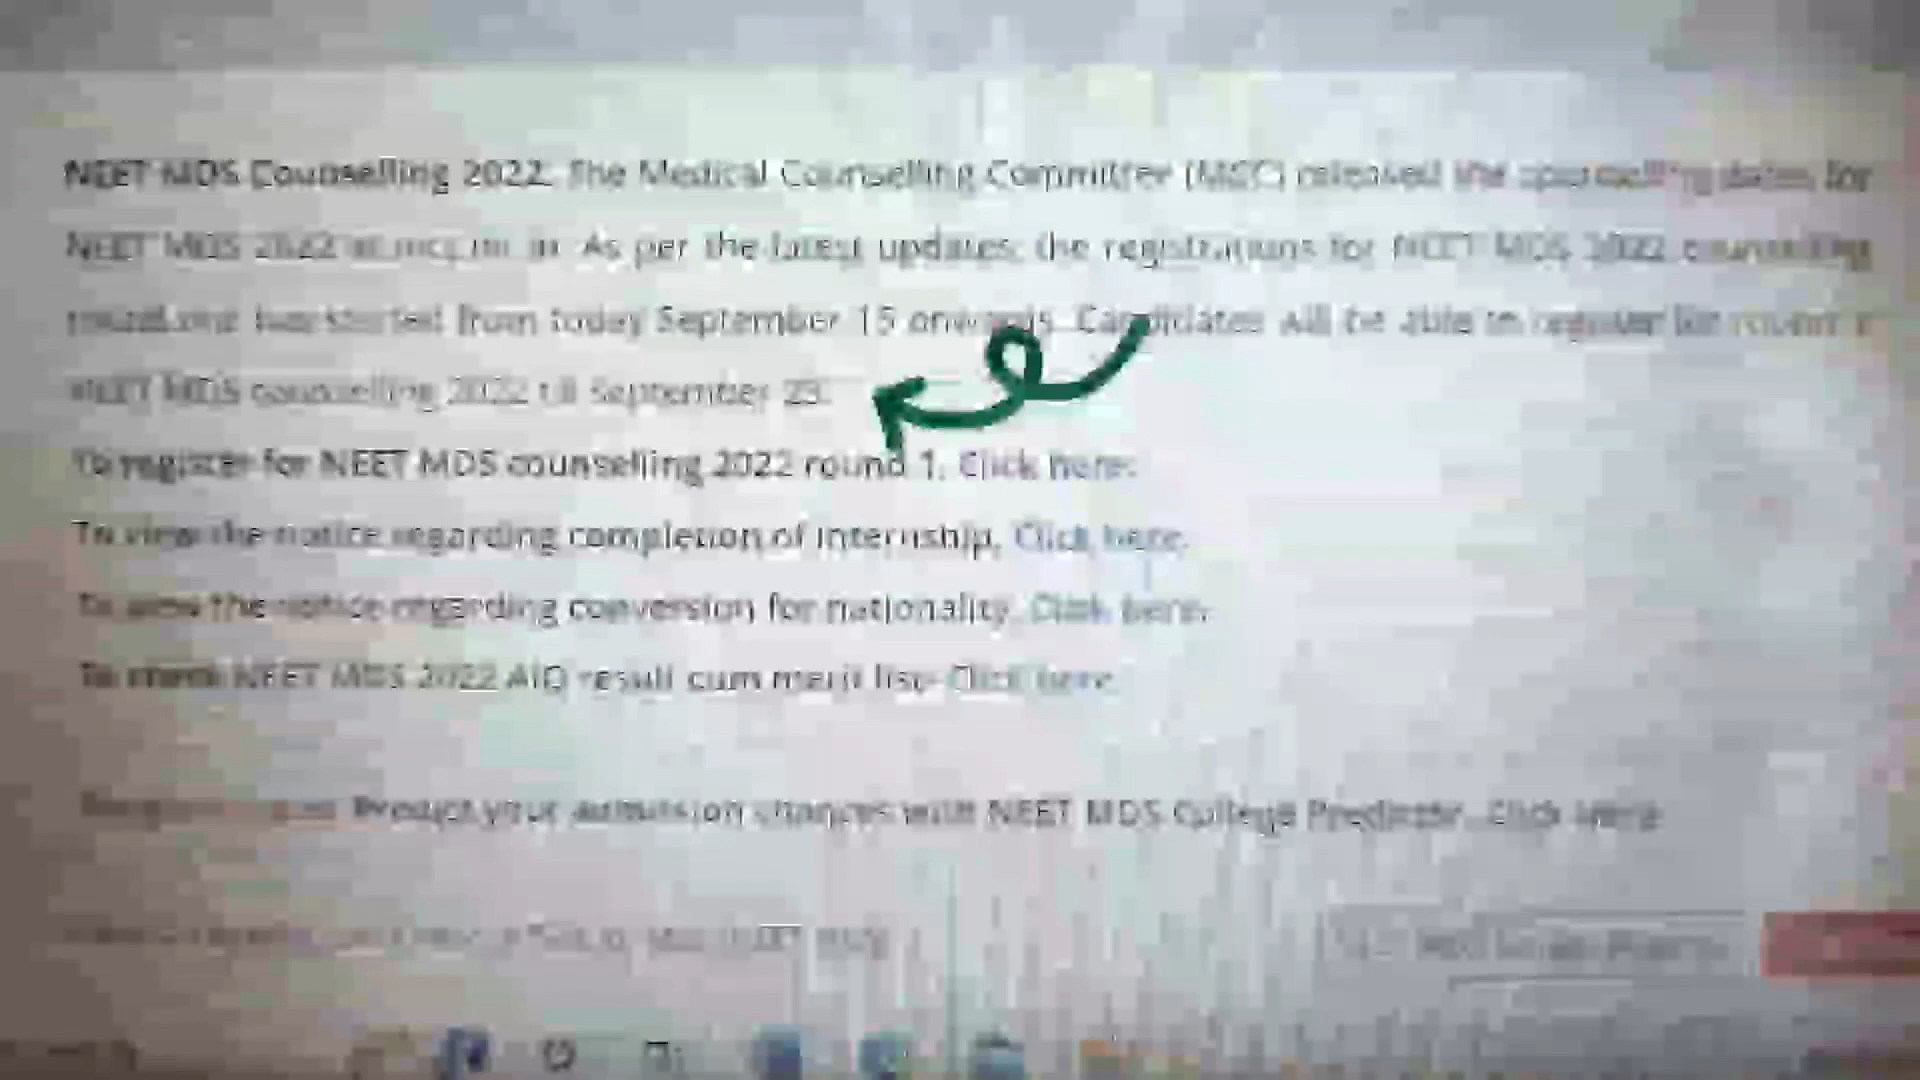 NEET MDS Counselling 2022: The Medical Counselling Committee (MCC) released the counselling dates for
NEET MDS 2022 at mcc.nic.in. As per the latest updates, the registrations for NEET MDS 2022 counselling
has started from today September 15 onwards. Candidates will be able to register for round 1
NEET MDS counselling 2022 till September 23.
To register for NEET MDS counselling 2022 round 1, Click here.
To view the notice regarding completion of internship, Click here.
To view the notice regarding conversion for nationality, Click here.
To check NEET MDS 2022 AIQ result cum merit list- Click here
Predict your admission chances with NEET MDS College Predictor. Click Here